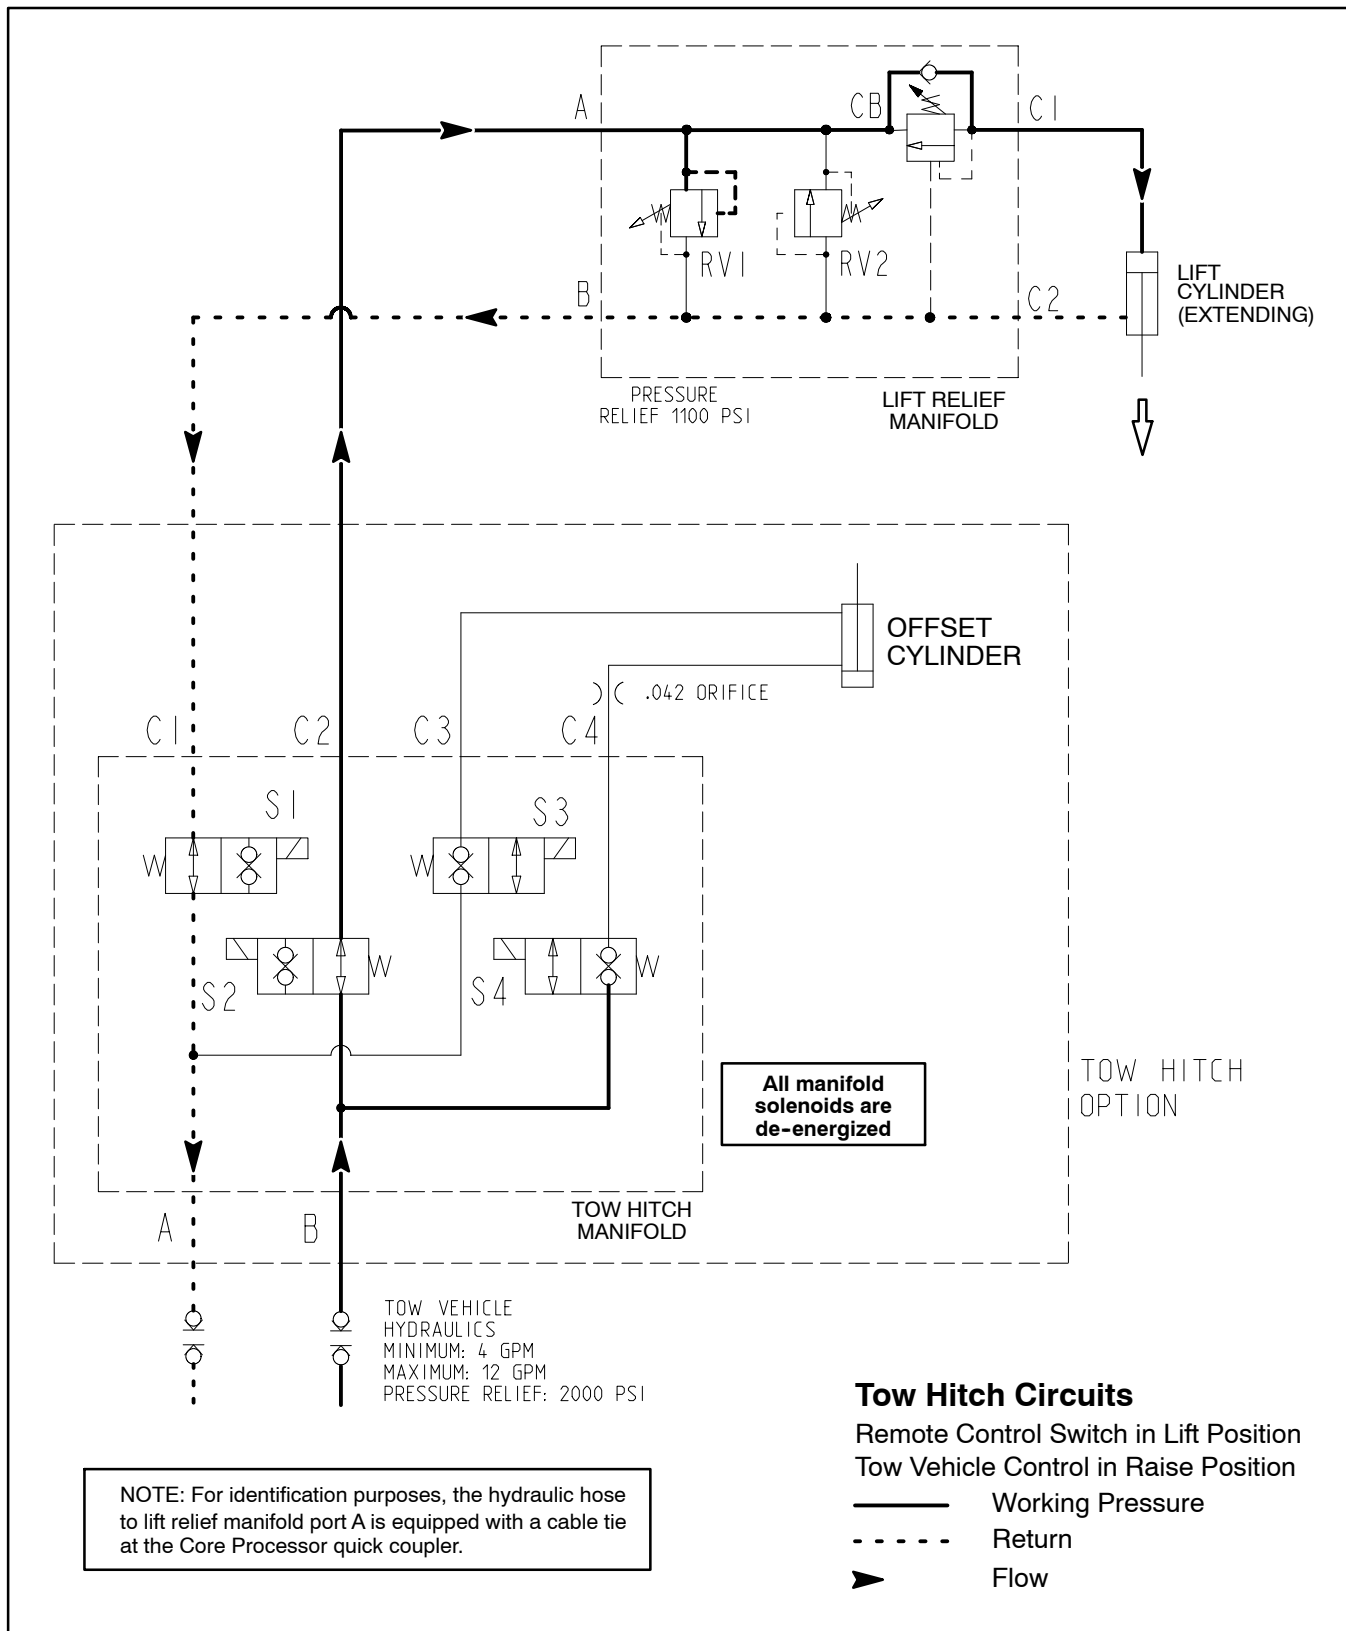 A
CB
C1
RV1
RV2
B
C2
LIFT
CYLINDER
(EXTENDING)
PRESSURE
RELIEF 1100 PSI
LIFT RELIEF
MANIFOLD
OFFSET
CYLINDER
.042 ORIFICE
C1
C2
C3
C4
S1
S3
W
W
W
W
S2
S4
All manifold
solenoids are
de-energized
TOW HITCH
OPTION
TOW HITCH
MANIFOLD
A
B
TOW VEHICLE
HYDRAULICS
MINIMUM: 4 GPM
MAXIMUM: 12 GPM
PRESSURE RELIEF: 2000 PSI
Tow Hitch Circuits
Remote Control Switch in Lift Position
Tow Vehicle Control in Raise Position
Working Pressure
Return
Flow
NOTE: For identification purposes, the hydraulic hose
to lift relief manifold port A is equipped with a cable tie
at the Core Processor quick coupler.